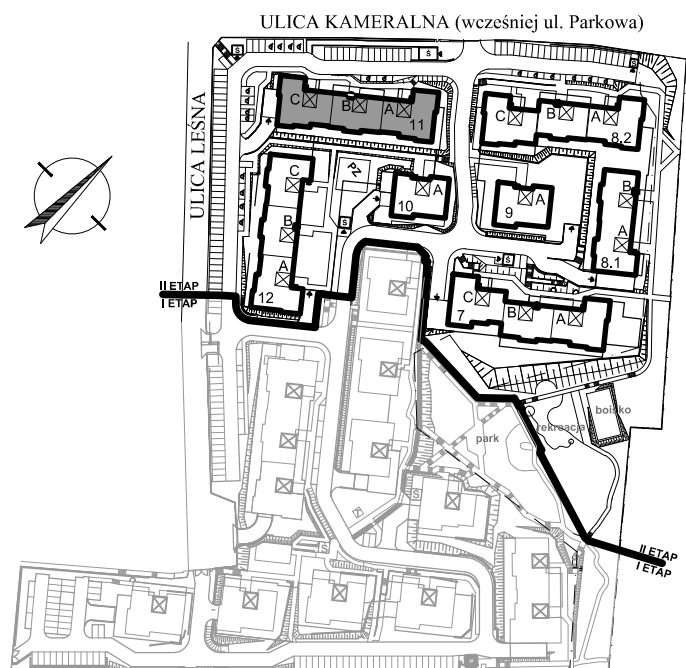 ULICA KAMERALNA (wcześniej ul. Parkowa)
ULICA LEŚNA
Ś
Ś
Ś
C
B
A
11
C
B
A
8.2
C
B
A
12
PZ
Ś
A
10
A
9
B
A
8.1
Ś
C
B
A
7
II ETAP
I ETAP
boisko
rekreacja
park
Ś
Ś
II ETAP
I ETAP